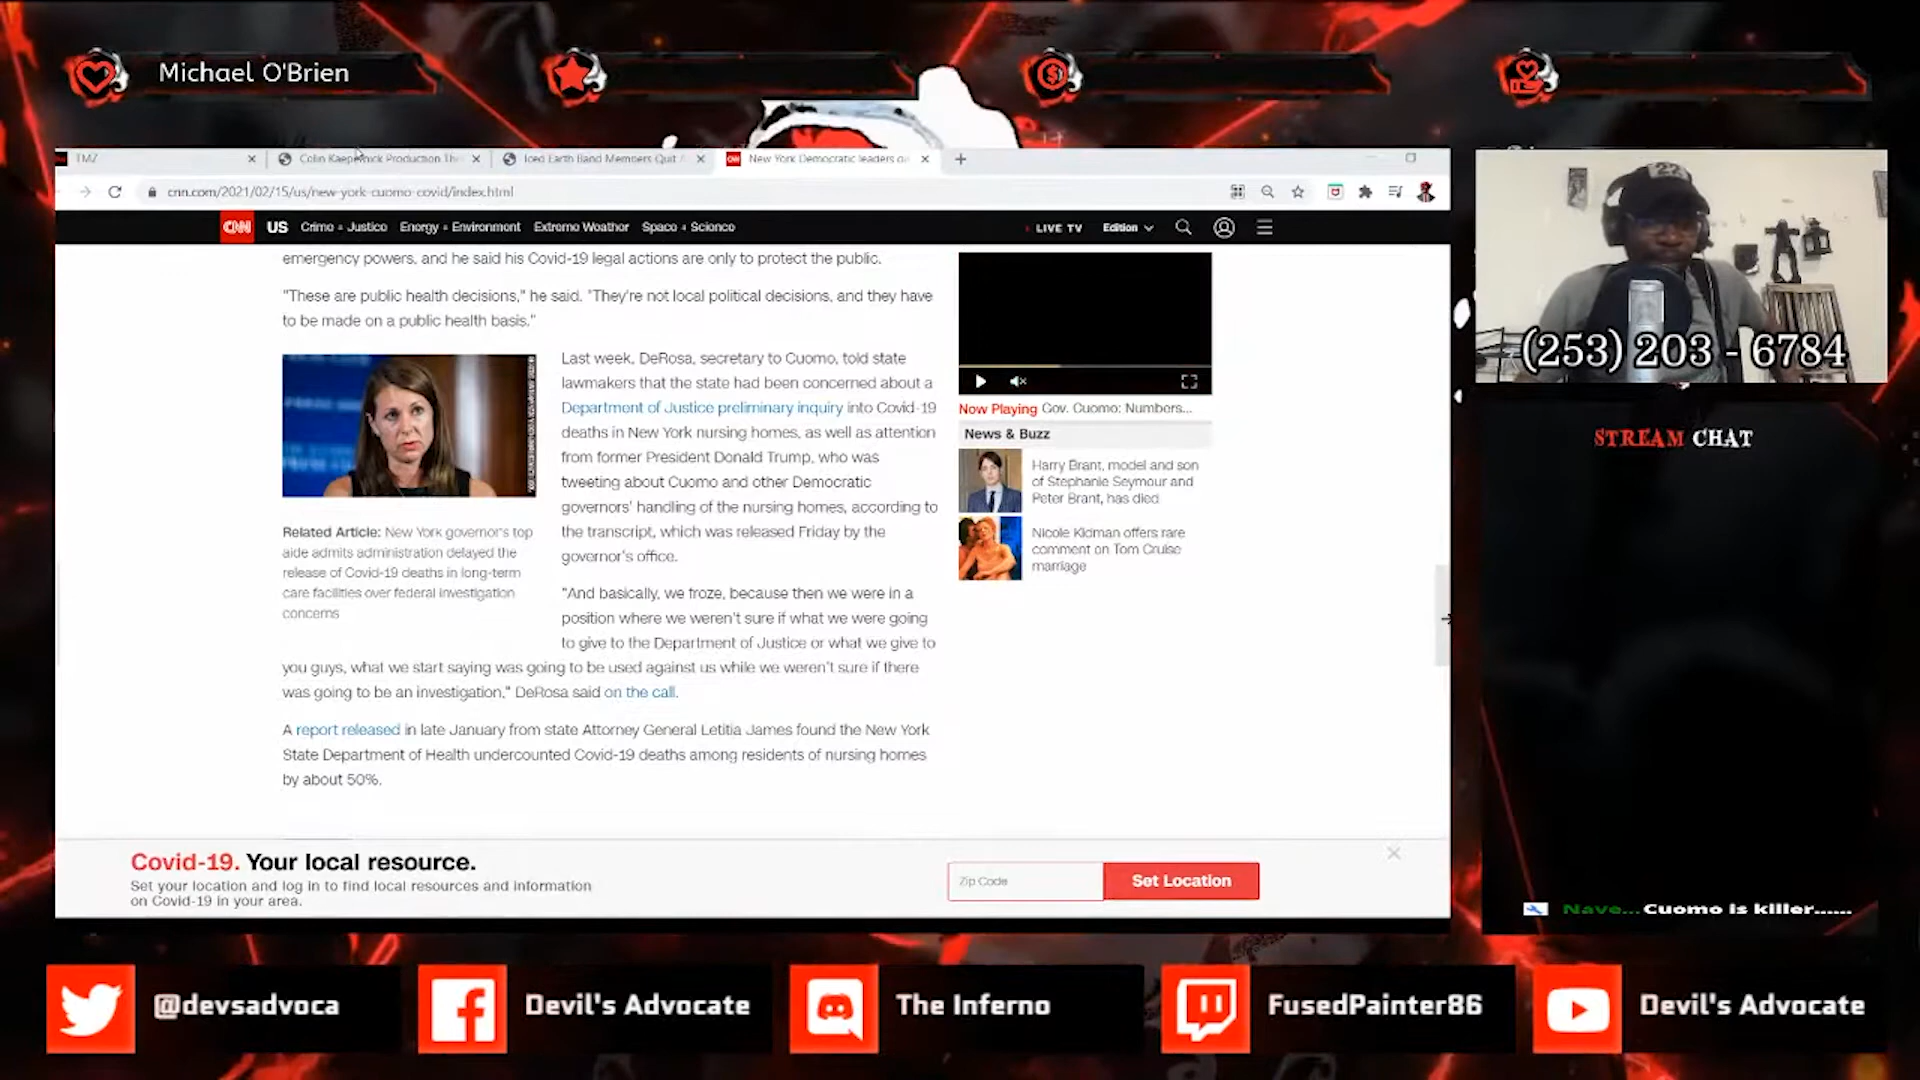 Michael O'Brien
TMZ
Colin Kaepernick Production Th
Iced Earth Band Members Quit
New York Democratic leaders
cnn.com/2021/02/15/us/new-york-cuomo-covid/index.html
CNN US Crime + Justice Energy + Environment Extreme Weather Space + Science LIVE TV Edition
emergency powers, and he said his Covid-19 legal actions are only to protect the public.
"These are public health decisions," he said. "They're not local political decisions, and they have
to be made on a public health basis."
Last week, DeRosa, secretary to Cuomo, told state
lawmakers that the state had been concerned about a
Department of Justice preliminary inquiry into Covid-19
deaths in New York nursing homes, as well as attention
from former President Donald Trump, who was
tweeting about Cuomo and other Democratic
governors' handling of the nursing homes, according to
the transcript, which was released Friday by the
governor's office.
Related Article: New York governor's top
aide admits administration delayed the
release of Covid-19 deaths in long-term
care facilities over federal investigation
concerns
"And basically, we froze, because then we were in a
position where we weren't sure if what we were going
to give to the Department of Justice or what we give to
you guys, what we start saying was going to be used against us while we weren't sure if there
was going to be an investigation," DeRosa said on the call.
A report released in late January from state Attorney General Letitia James found the New York
State Department of Health undercounted Covid-19 deaths among residents of nursing homes
by about 50%.
Now Playing Gov. Cuomo: Numbers...
News & Buzz
Harry Brant, model and son
of Stephanie Seymour and
Peter Brant, has died
Nicole Kidman offers rare
comment on Tom Cruise
marriage
Covid-19. Your local resource.
Set your location and log in to find local resources and information
on Covid-19 in your area.
Zip Code
Set Location
(253) 203 - 6784
STREAM CHAT
Nave... Cuomo is killer......
@devsadvoca
Devil's Advocate
The Inferno
FusedPainter86
Devil's Advocate